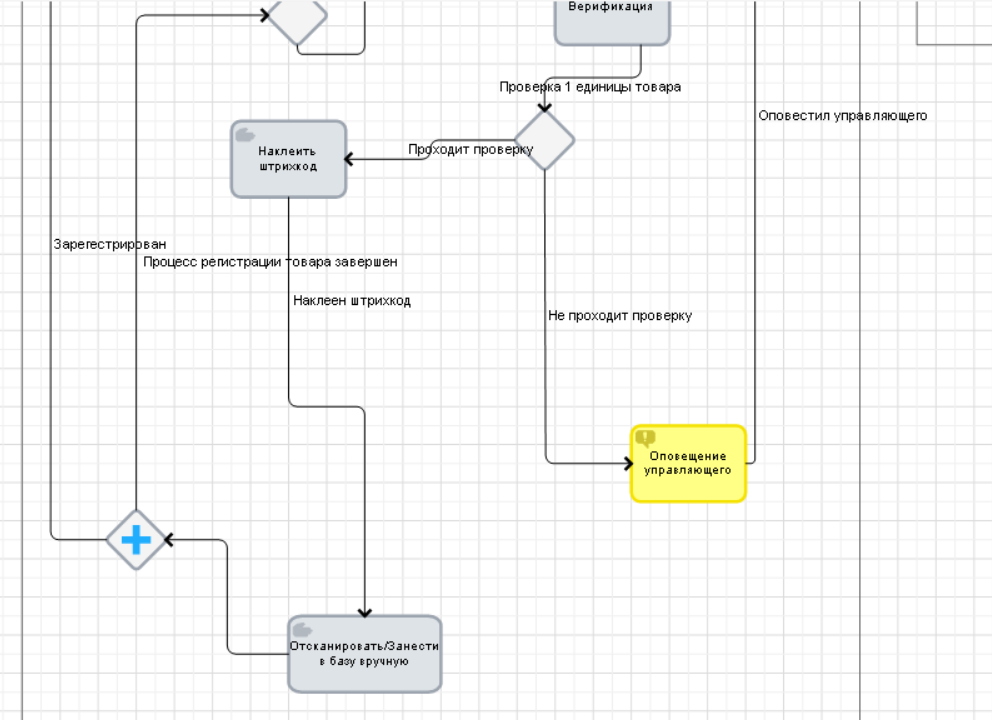 Верификация
Проверка 1 единицы товара
Оповестил управляющего
Проходит проверку
Наклеить
штрихкод
Зарегестрирован
Процесс регистрации товара завершен
Наклеен штрихкод
Не проходит проверку
Оповещение
управляющего
Отсканировать/Занести
в базу вручную